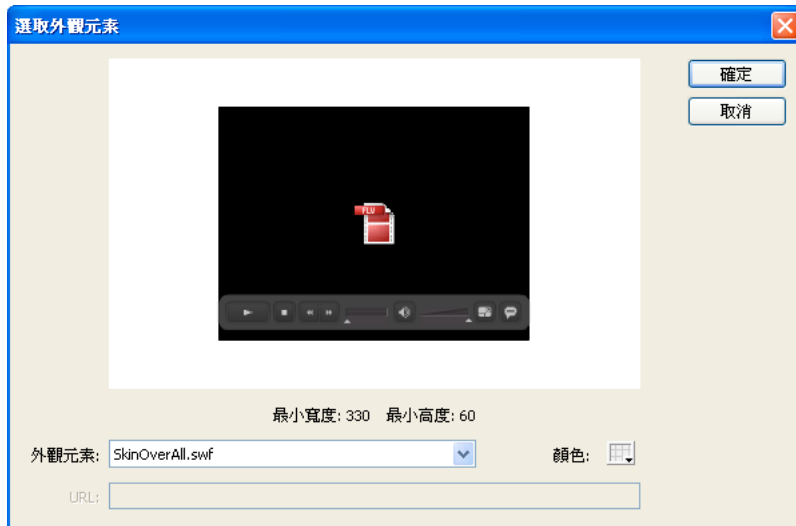 選取外觀元素
確定
取消
FLV
最小寬度: 330 最小高度: 60
外觀元素: SkinOverAll.swf 顏色:
URL: